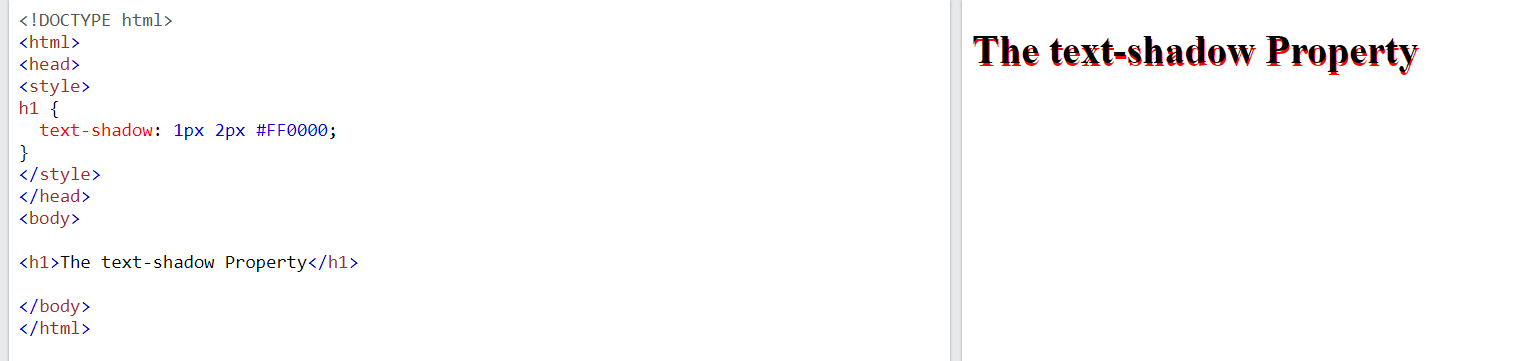 <!DOCTYPE html>
<html>
<head>
<style>
h1 {
  text-shadow: 1px 2px #FF0000;
}
</style>
</head>
<body>

<h1>The text-shadow Property</h1>

</body>
</html>
The text-shadow Property